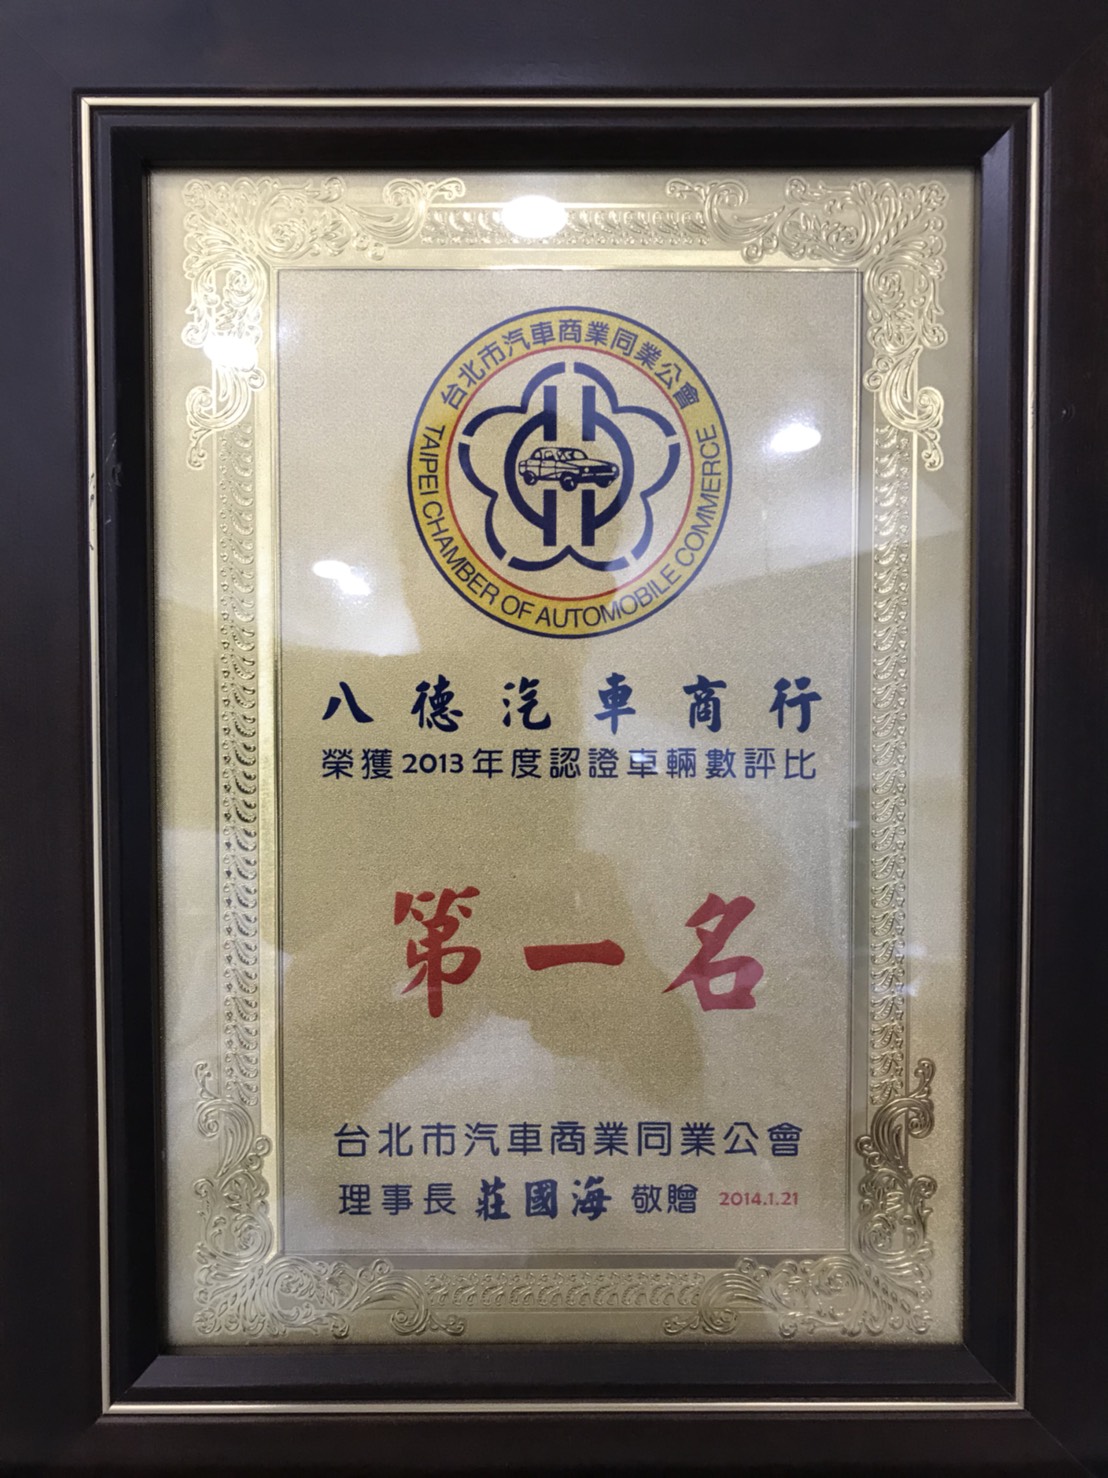 台北市汽車商業同業公會
TAIPEI CHAMBER OF AUTOMOBILE COMMERCE
八德汽車商行
榮獲2013年度認證車輛數評比
第一名
台北市汽車商業同業公會
理事長 莊國海 敬贈 2014.1.21